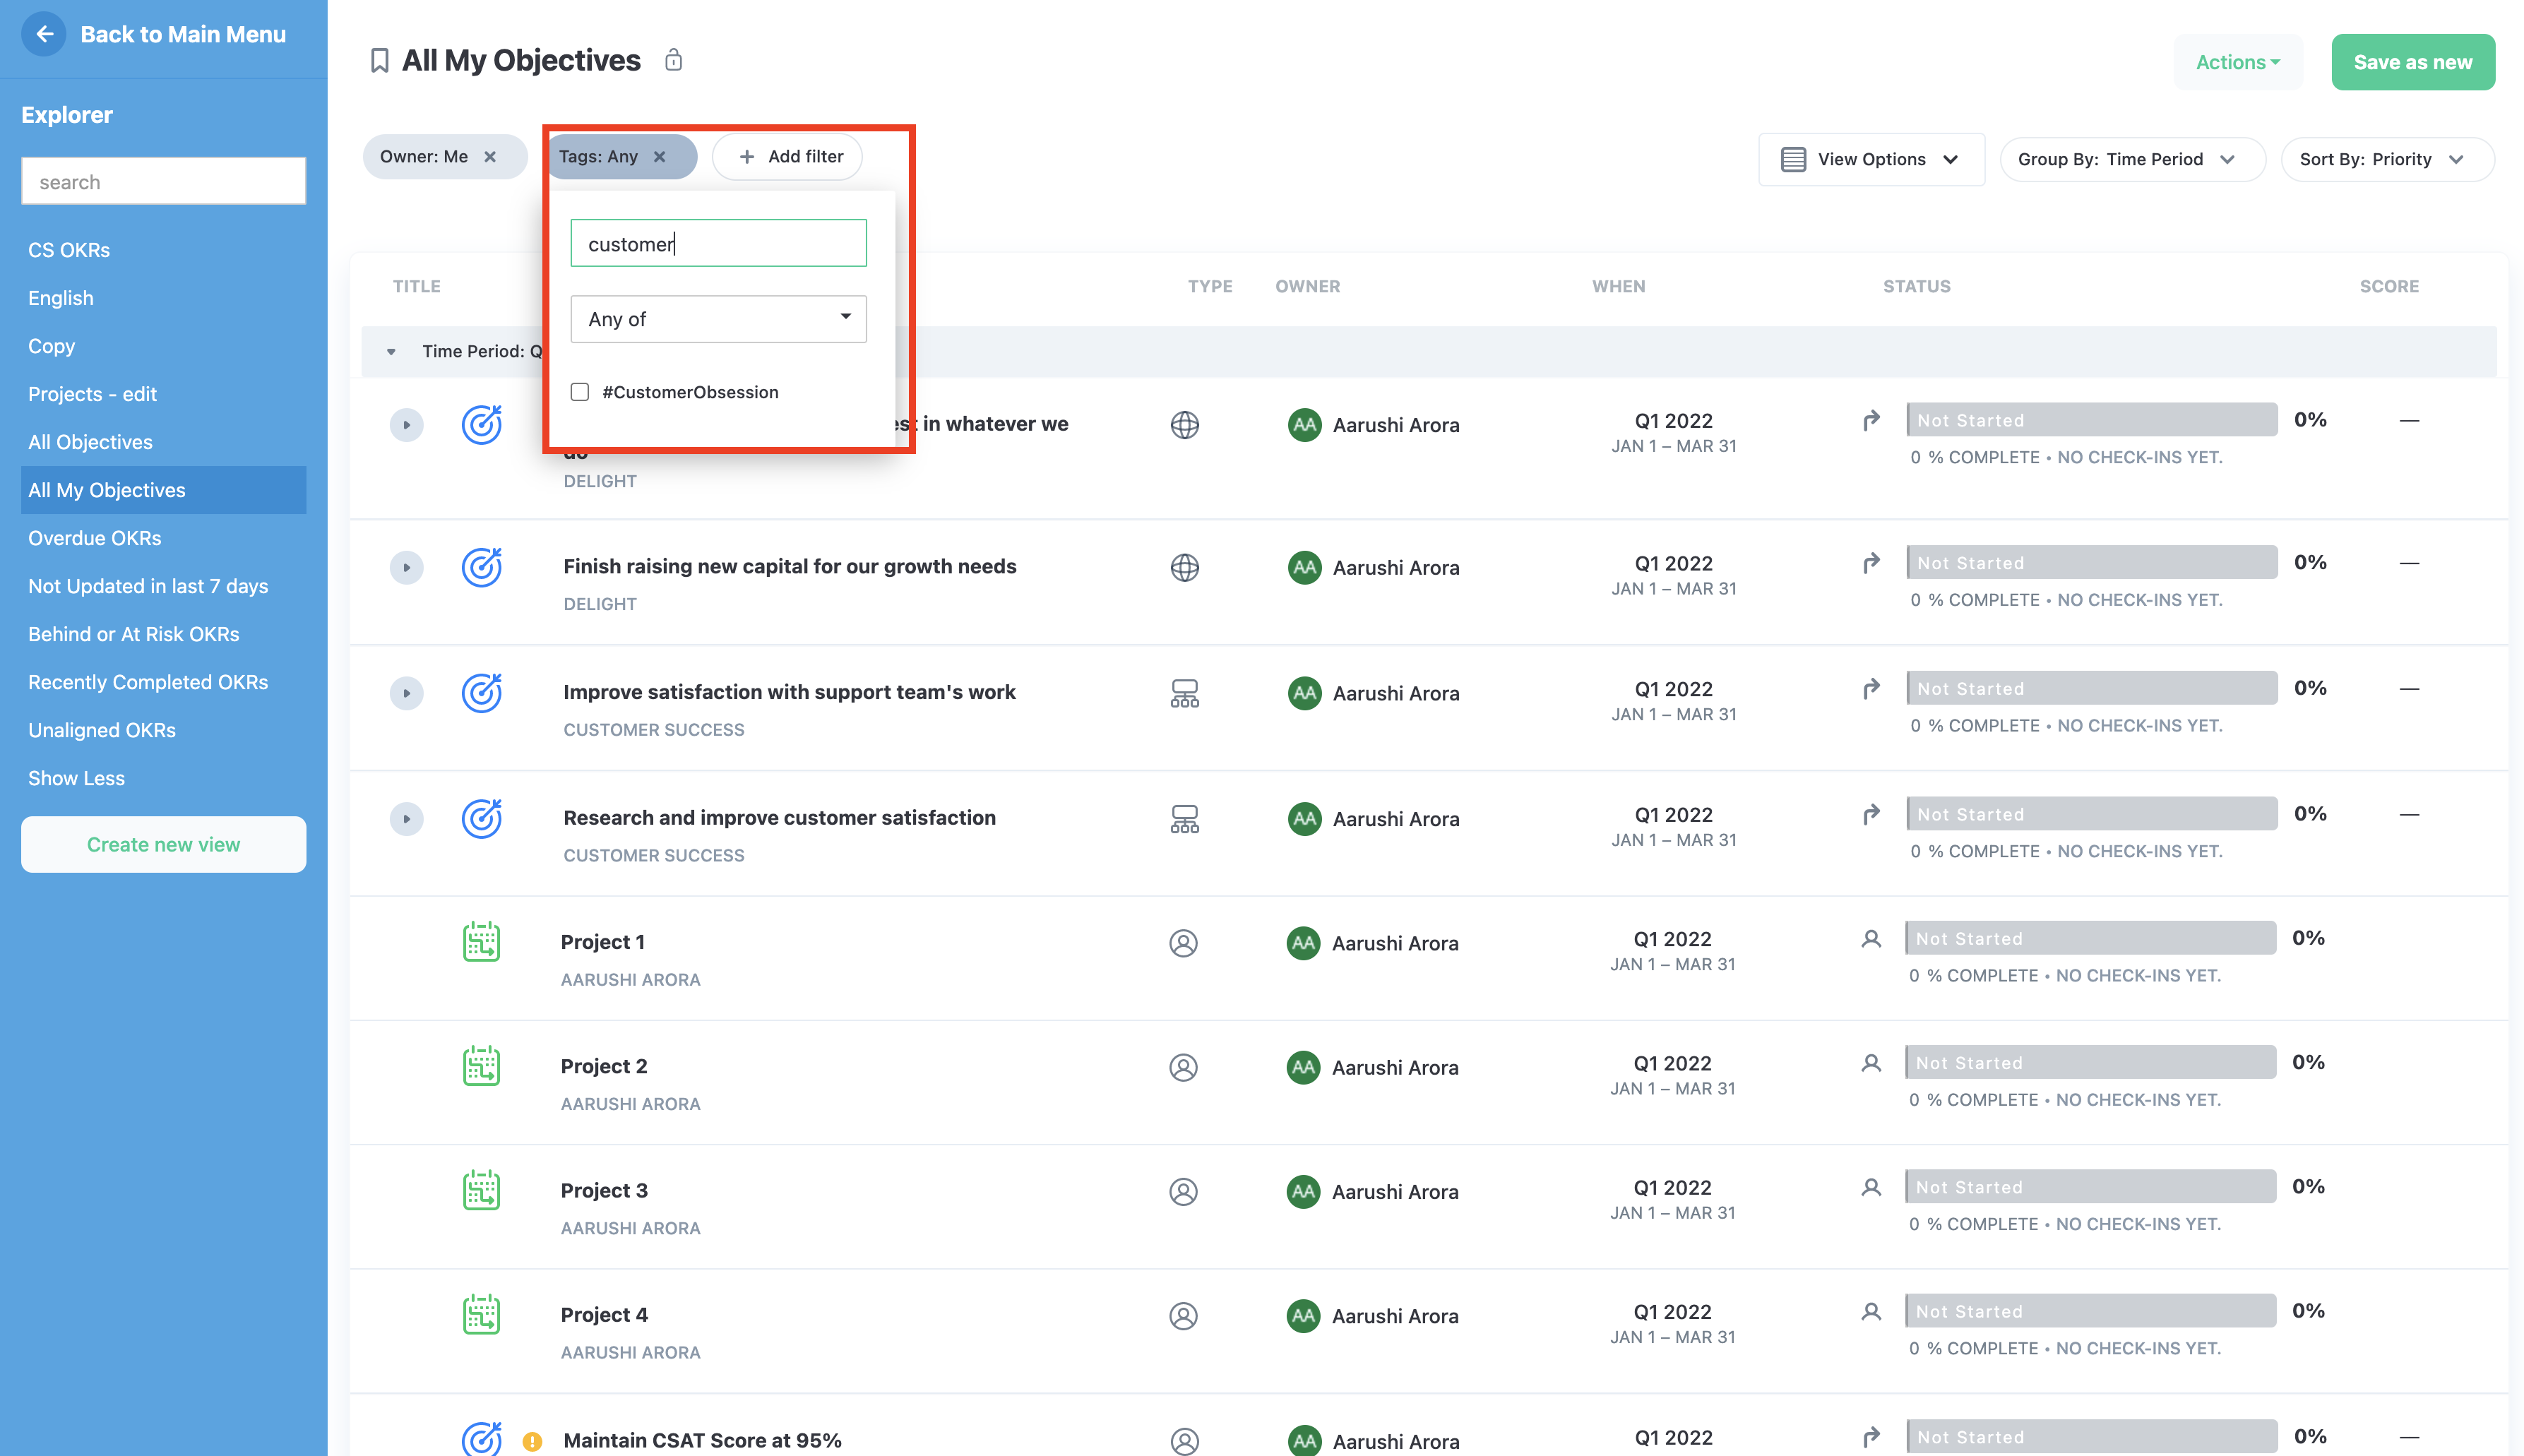 Back to Main Menu
Explorer
search
CS OKRs
English
Copy
Projects - edit
All Objectives
All My Objectives
Overdue OKRs
Not Updated in last 7 days
Behind or At Risk OKRs
Recently Completed OKRs
Unaligned OKRs
Show Less
Create new view
All My Objectives
Actions
Save as new
Owner: Me
Tags: Any
Add filter
View Options
Group By: Time Period
Sort By: Priority
customer
Any of
#CustomerObsession
TITLE TYPE OWNER WHEN STATUS SCORE
Time Period: Q
in whatever we
DELIGHT
AA Aarushi Arora
Q1 2022
JAN 1 – MAR 31
Not Started
0%
—
0 % COMPLETE • NO CHECK-INS YET.
Finish raising new capital for our growth needs
DELIGHT
AA Aarushi Arora
Q1 2022
JAN 1 – MAR 31
Not Started
0%
—
0 % COMPLETE • NO CHECK-INS YET.
Improve satisfaction with support team's work
CUSTOMER SUCCESS
AA Aarushi Arora
Q1 2022
JAN 1 – MAR 31
Not Started
0%
—
0 % COMPLETE • NO CHECK-INS YET.
Research and improve customer satisfaction
CUSTOMER SUCCESS
AA Aarushi Arora
Q1 2022
JAN 1 – MAR 31
Not Started
0%
—
0 % COMPLETE • NO CHECK-INS YET.
Project 1
AARUSHI ARORA
AA Aarushi Arora
Q1 2022
JAN 1 – MAR 31
Not Started
0%
0 % COMPLETE • NO CHECK-INS YET.
Project 2
AARUSHI ARORA
AA Aarushi Arora
Q1 2022
JAN 1 – MAR 31
Not Started
0%
0 % COMPLETE • NO CHECK-INS YET.
Project 3
AARUSHI ARORA
AA Aarushi Arora
Q1 2022
JAN 1 – MAR 31
Not Started
0%
0 % COMPLETE • NO CHECK-INS YET.
Project 4
AARUSHI ARORA
AA Aarushi Arora
Q1 2022
JAN 1 – MAR 31
Not Started
0%
0 % COMPLETE • NO CHECK-INS YET.
Maintain CSAT Score at 95%
AA Aarushi Arora
Q1 2022
Not Started
0%
—